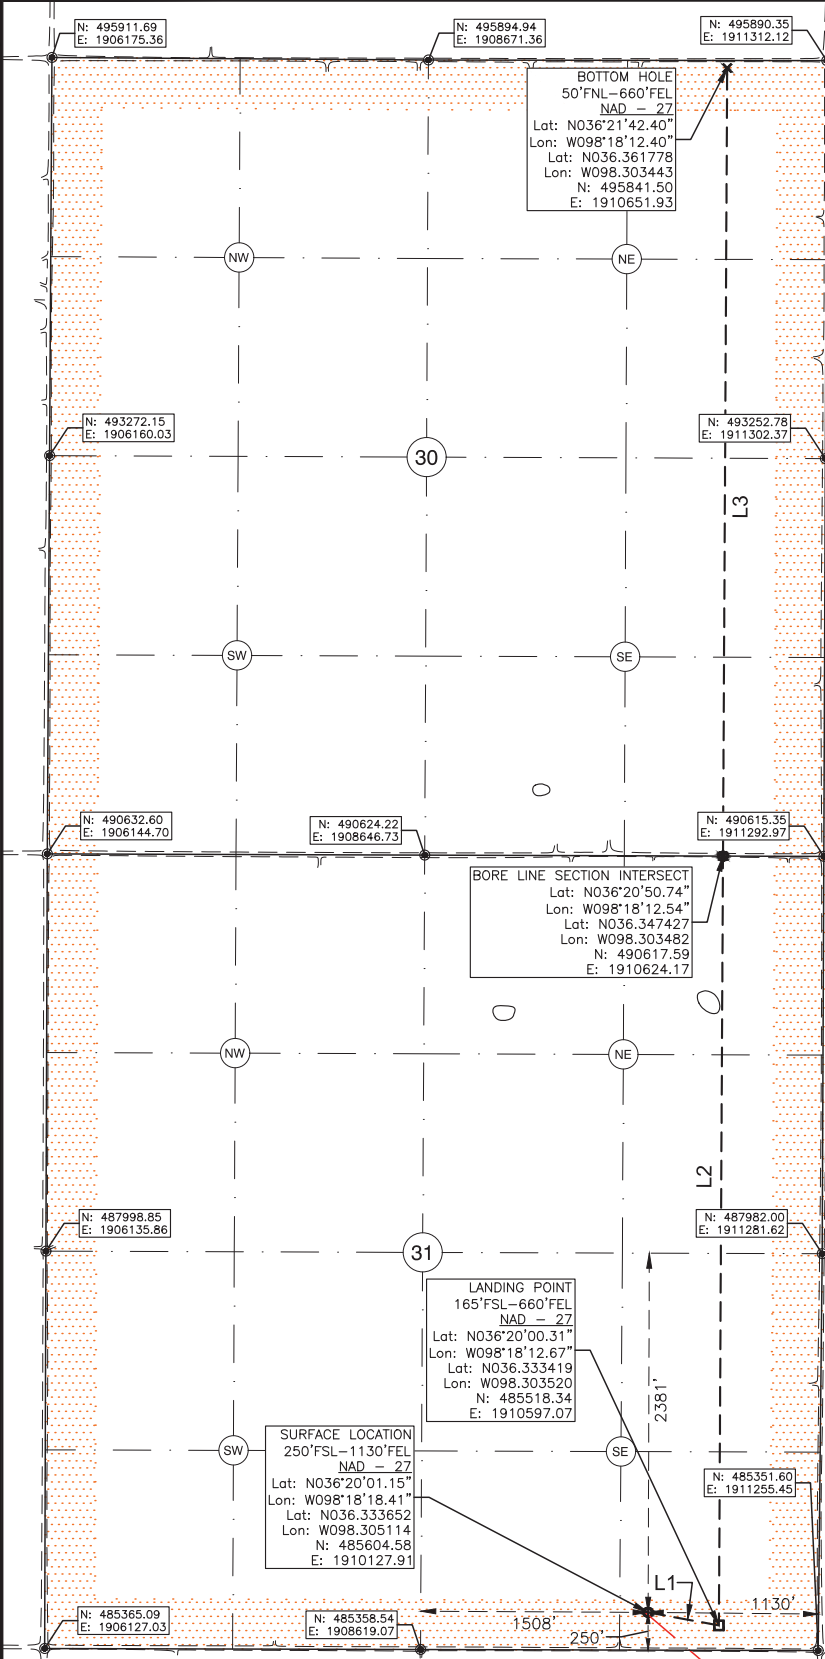 N: 495911.69
E: 1906175.36
N: 495894.94
E: 1908671.36
N: 495890.35
E: 1911312.12
BOTTOM HOLE
50'FNL-660'FEL
NAD - 27
Lat: N036°21'42.40"
Lon: W098°18'12.40"
Lat: N036.361778
Lon: W098.303443
N: 495841.50
E: 1910651.93
NW
NE
N: 493272.15
E: 1906160.03
N: 493252.78
E: 1911302.37
30
L3
SW
SE
N: 490632.60
E: 1906144.70
N: 490624.22
E: 1908646.73
N: 490615.35
E: 1911292.97
BORE LINE SECTION INTERSECT
Lat: N036°20'50.74"
Lon: W098°18'12.54"
Lat: N036.347427
Lon: W098.303482
N: 490617.59
E: 1910624.17
NW
NE
L2
N: 487998.85
E: 1906135.86
N: 487982.00
E: 1911281.62
31
LANDING POINT
165'FSL-660'FEL
NAD - 27
Lat: N036°20'00.31"
Lon: W098°18'12.67"
Lat: N036.333419
Lon: W098.303520
N: 485518.34
E: 1910597.07
2381'
SW
SE
SURFACE LOCATION
250'FSL-1130'FEL
NAD - 27
Lat: N036°20'01.15"
Lon: W098°18'18.41"
Lat: N036.333652
Lon: W098.305114
N: 485604.58
E: 1910127.91
N: 485351.60
E: 1911255.45
L1
1130'
N: 485365.09
E: 1906127.03
N: 485358.54
E: 1908619.07
1508'
250'